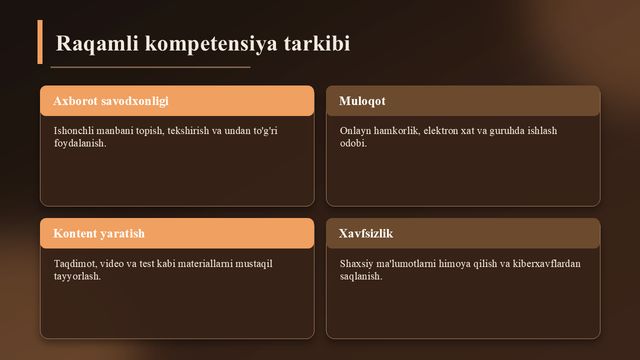 Raqamli kompetensiya tarkibi
Axborot savodxonligi
Ishonchli manbani topish, tekshirish va undan to'g'ri
foydalanish.
Muloqot
Onlayn hamkorlik, elektron xat va guruhda ishlash
odobi.
Kontent yaratish
Taqdimot, video va test kabi materiallarni mustaqil
tayyorlash.
Xavfsizlik
Shaxsiy ma'lumotlarni himoya qilish va kiberxavflardan
saqlanish.